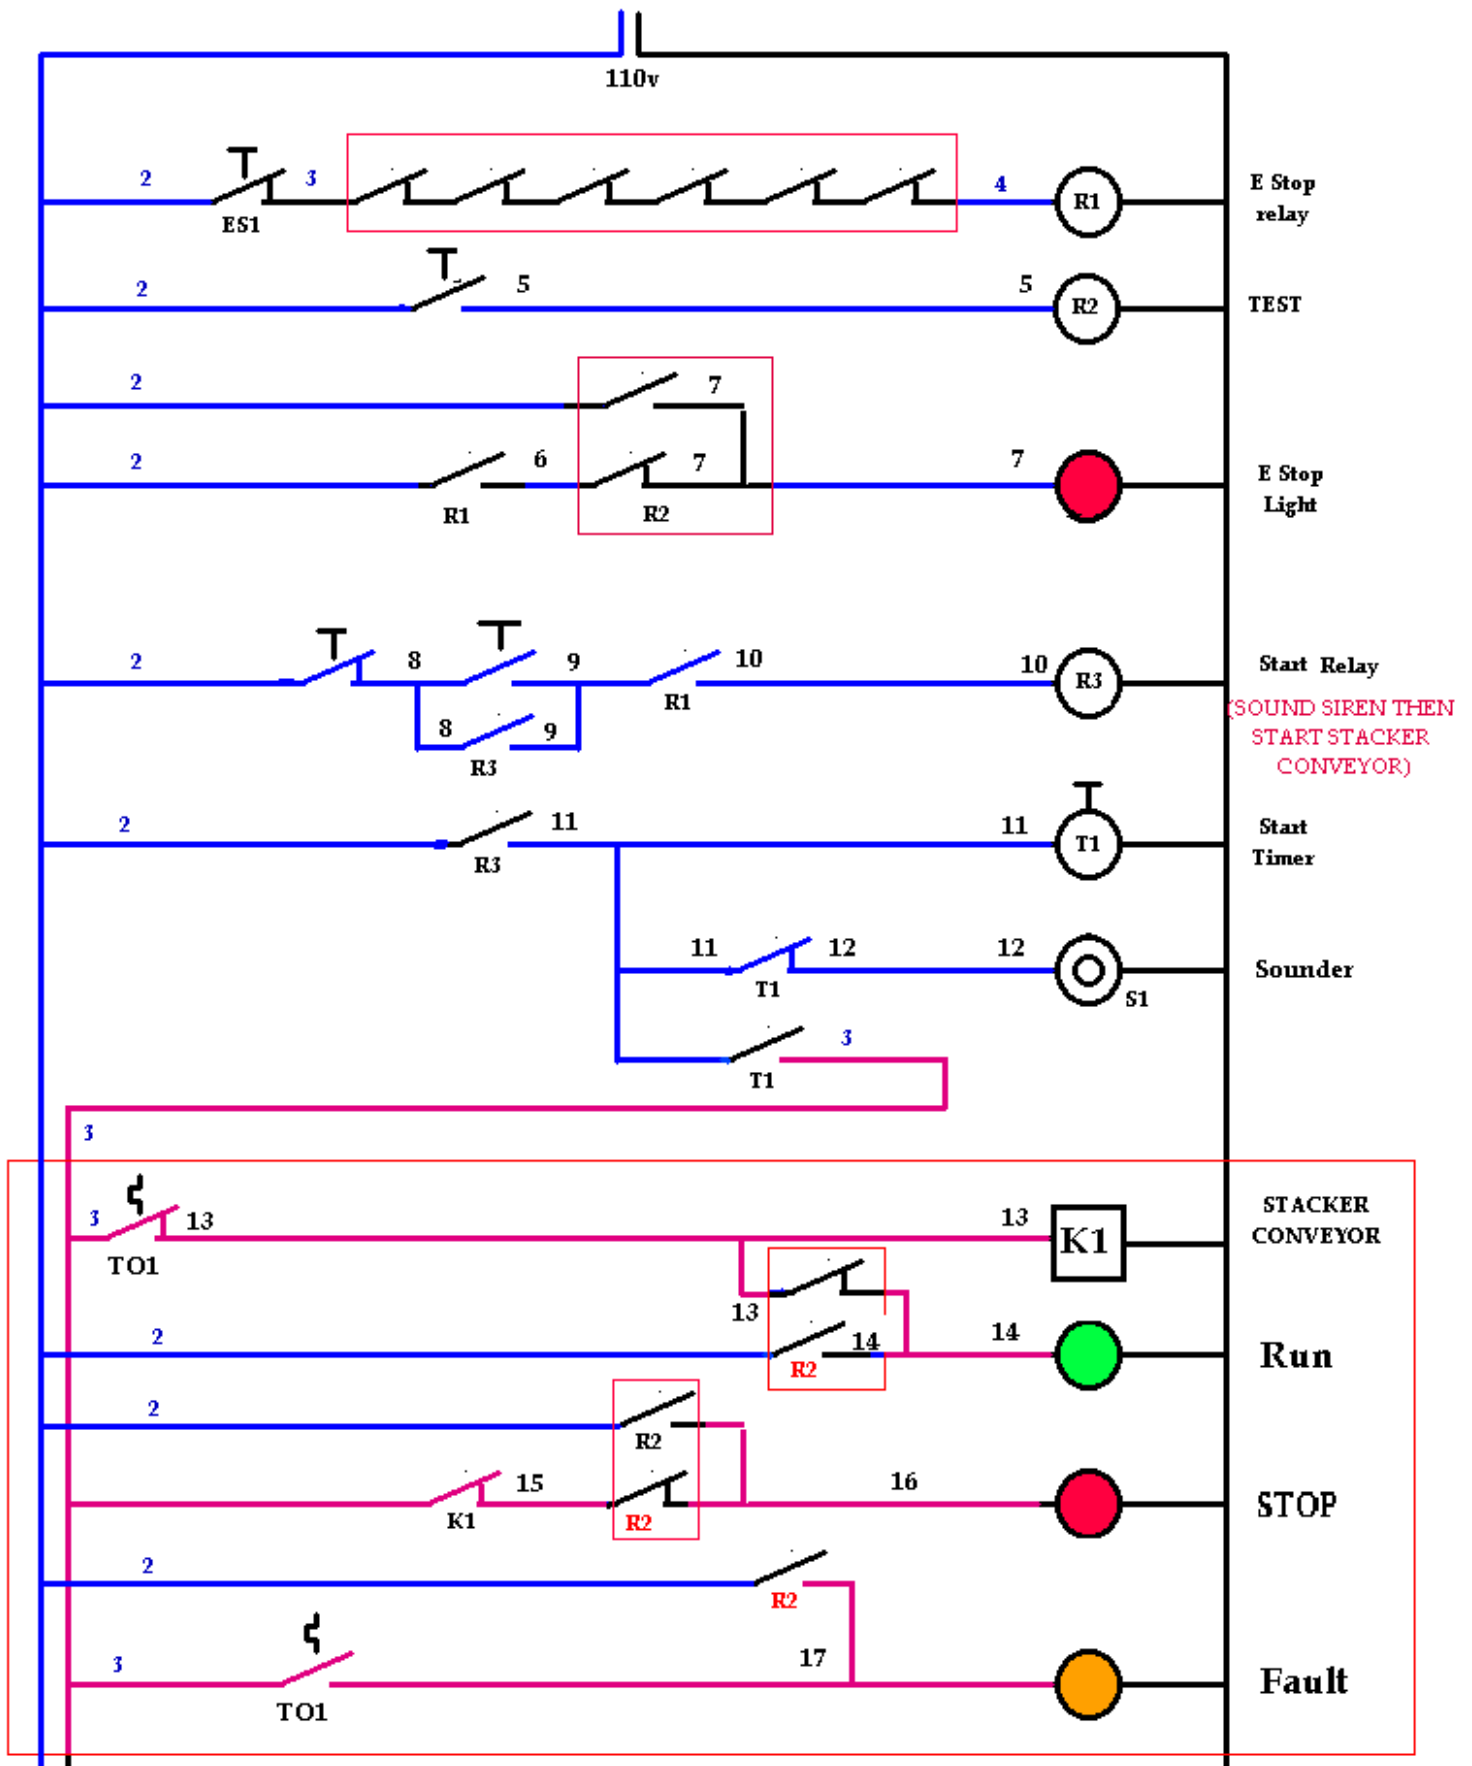 110v
2
3
4
ES1
R1
E Stop
relay
2
5
5
R2
TEST
2
7
2
6
7
7
R1
R2
E Stop
Light
2
8
9
10
10
R3
Start Relay
R1
8
9
R3
(SOUND SIREN THEN
START STACKER
CONVEYOR)
2
11
11
R3
T1
Start
Timer
11
12
12
T1
S1
Sounder
3
T1
3
3
13
13
TO1
K1
STACKER
CONVEYOR
13
2
14
14
R2
Run
2
R2
15
16
K1
R2
STOP
2
R2
3
17
TO1
Fault